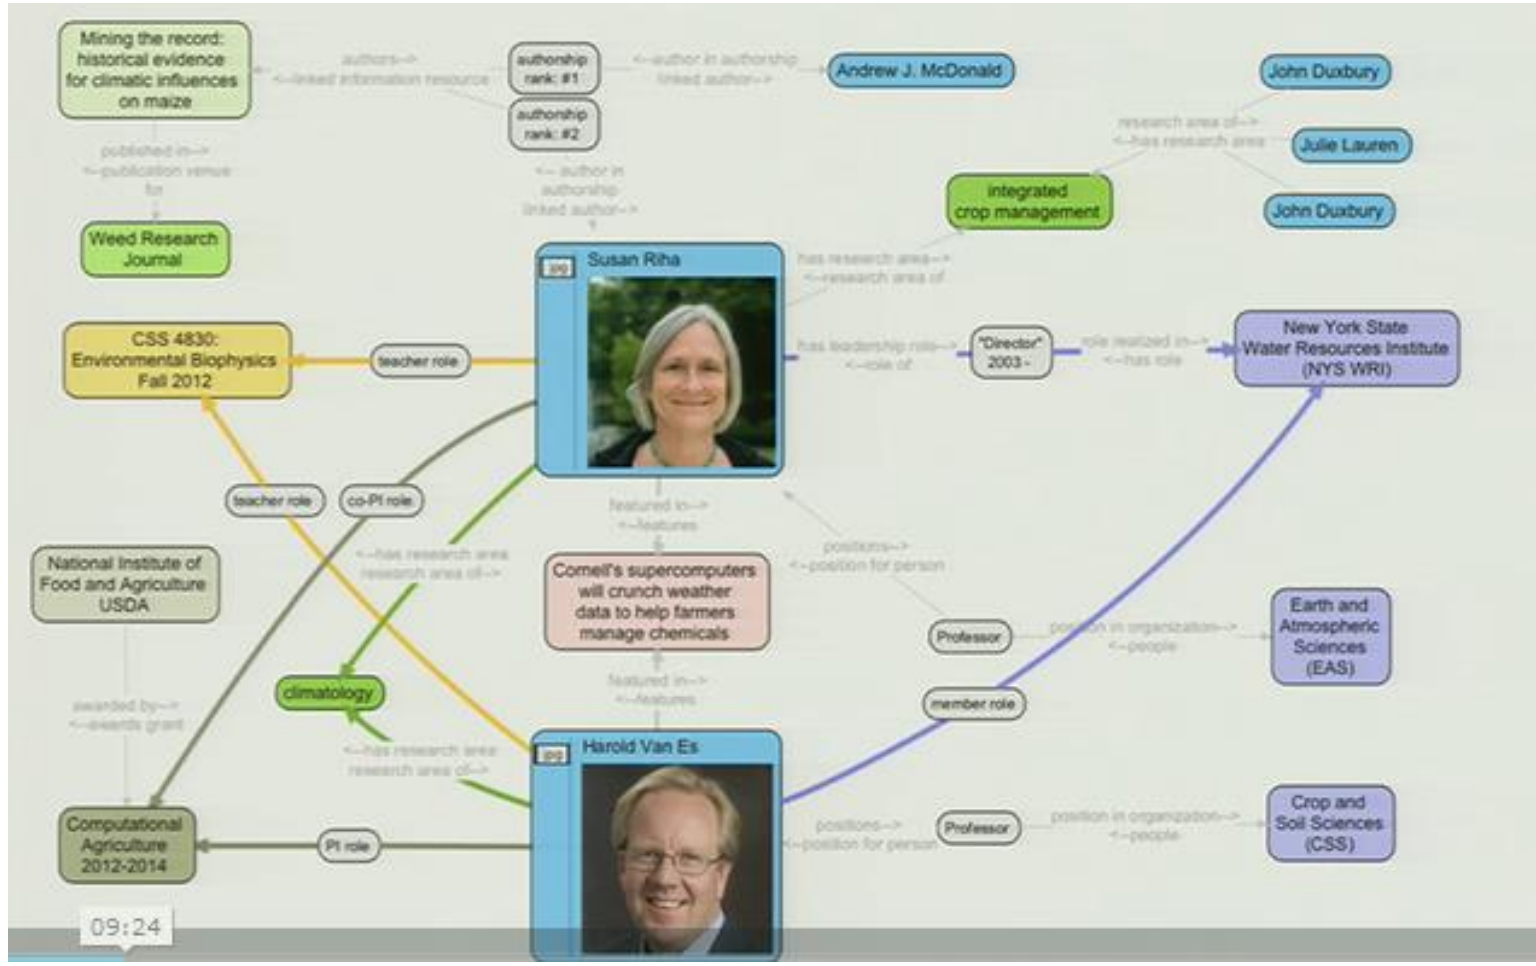 Mining the record:
historical evidence
for climatic influences
on maize
authors-->
<--linked information resource
authorship
rank: #1
<--author in authorship
linked author-->
Andrew J. McDonald
John Duxbury
authorship
rank: #2
research area of-->
<--has research area
Julie Lauren
published in-->
<--publication venue
for
<-- author in
authorship
linked author-->
integrated
crop management
John Duxbury
Weed Research
Journal
jpg
Susan Riha
has research area-->
<--research area of
CSS 4830:
Environmental Biophysics
Fall 2012
teacher role
has leadership role-->
<--role of
"Director"
2003 -
role realized in-->
<--has role
New York State
Water Resources Institute
(NYS WRI)
teacher role
co-PI role
featured in-->
<--features
<--has research area
research area of-->
positions-->
<--position for person
National Institute of
Food and Agriculture
USDA
Cornell's supercomputers
will crunch weather
data to help farmers
manage chemicals
Professor
position in organization-->
<--people
Earth and
Atmospheric
Sciences
(EAS)
climatology
featured in-->
<--features
member role
awarded by-->
<--awards grant
<--has research area
research area of-->
jpg
Harold Van Es
Computational
Agriculture
2012-2014
PI role
positions-->
<--position for person
Professor
position in organization-->
<--people
Crop and
Soil Sciences
(CSS)
09:24